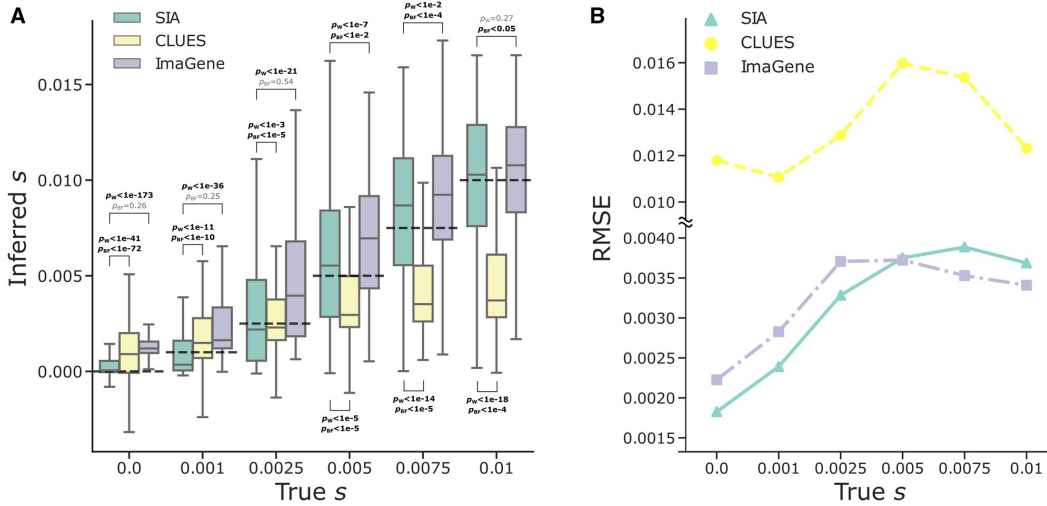 A
SIA
CLUES
ImaGene
Inferred s
0.015
0.010
0.005
0.000
p_W<1e-173
p_BF=0.26
p_W<1e-41
p_BF<1e-72
p_W<1e-36
p_BF=0.25
p_W<1e-11
p_BF<1e-10
p_W<1e-21
p_BF=0.54
p_W<1e-3
p_BF<1e-5
p_W<1e-7
p_BF<1e-2
p_W<1e-5
p_BF<1e-5
p_W<1e-2
p_BF<1e-4
p_W<1e-14
p_BF<1e-5
p_W=0.27
p_BF<0.05
p_W<1e-18
p_BF<1e-4
0.0 0.001 0.0025 0.005 0.0075 0.01
True s
B
SIA
CLUES
ImaGene
RMSE
0.016
0.014
0.012
0.010
0.0040
0.0035
0.0030
0.0025
0.0020
0.0015
0.0 0.001 0.0025 0.005 0.0075 0.01
True s